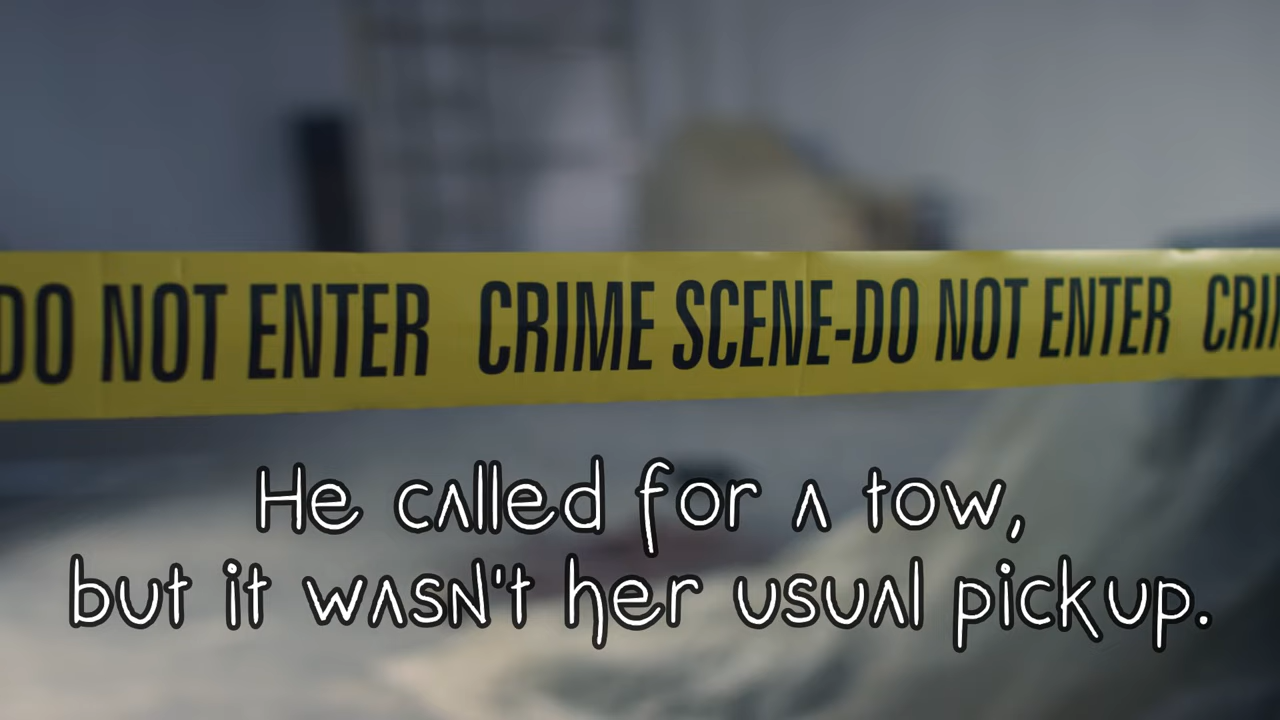 DO NOT ENTER CRIME SCENE-DO NOT ENTER
He called for a tow,
but it wasn't her usual pickup.